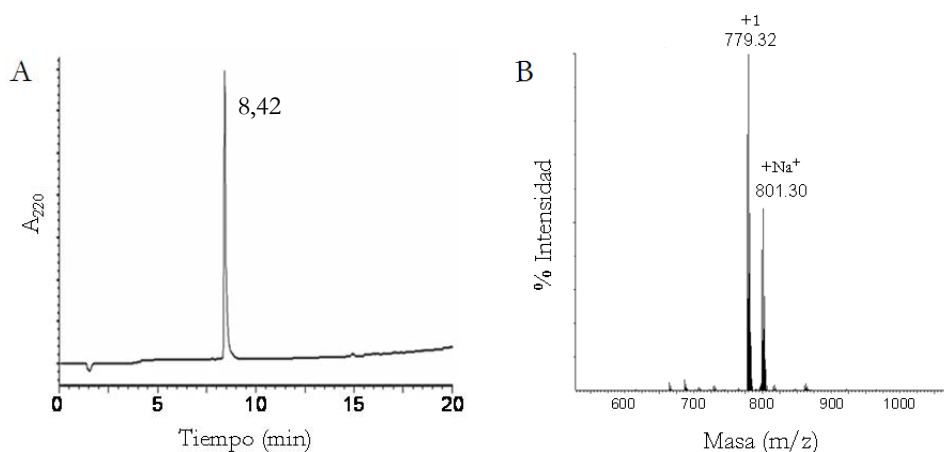 A
8,42
A220
0
5
10
15
20
Tiempo (min)
B
+1
779.32
+Na⁺
801.30
% Intensidad
600
700
800
900
1000
Masa (m/z)